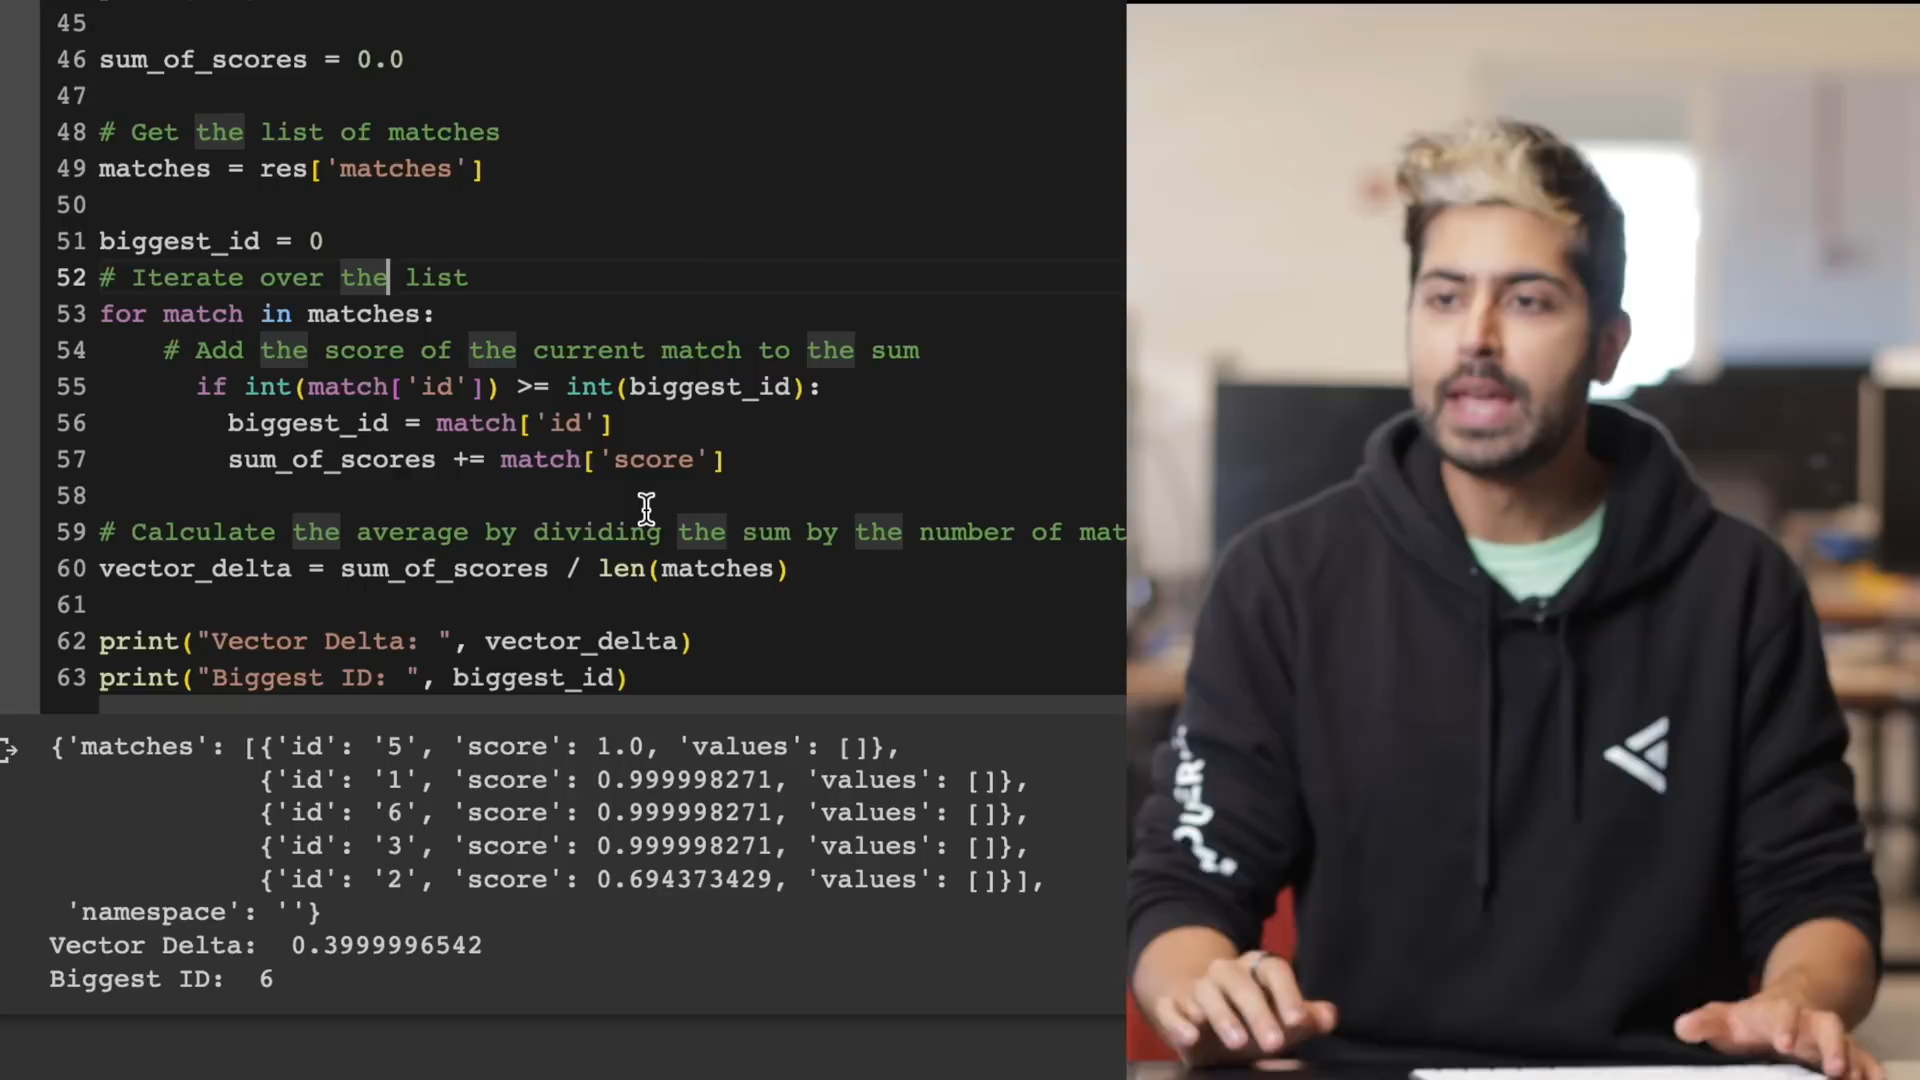 45
46 sum_of_scores = 0.0
47
48 # Get the list of matches
49 matches = res['matches']
50
51 biggest_id = 0
52 # Iterate over the list
53 for match in matches:
54 # Add the score of the current match to the sum
55 if int(match['id']) >= int(biggest_id):
56 biggest_id = match['id']
57 sum_of_scores += match['score']
58
59 # Calculate the average by dividing the sum by the number of mat
60 vector_delta = sum_of_scores / len(matches)
61
62 print("Vector Delta: ", vector_delta)
63 print("Biggest ID: ", biggest_id)
{'matches': [{'id': '5', 'score': 1.0, 'values': []},
{'id': '1', 'score': 0.999998271, 'values': []},
{'id': '6', 'score': 0.999998271, 'values': []},
{'id': '3', 'score': 0.999998271, 'values': []},
{'id': '2', 'score': 0.694373429, 'values': []}],
'namespace': ''}
Vector Delta: 0.3999996542
Biggest ID: 6